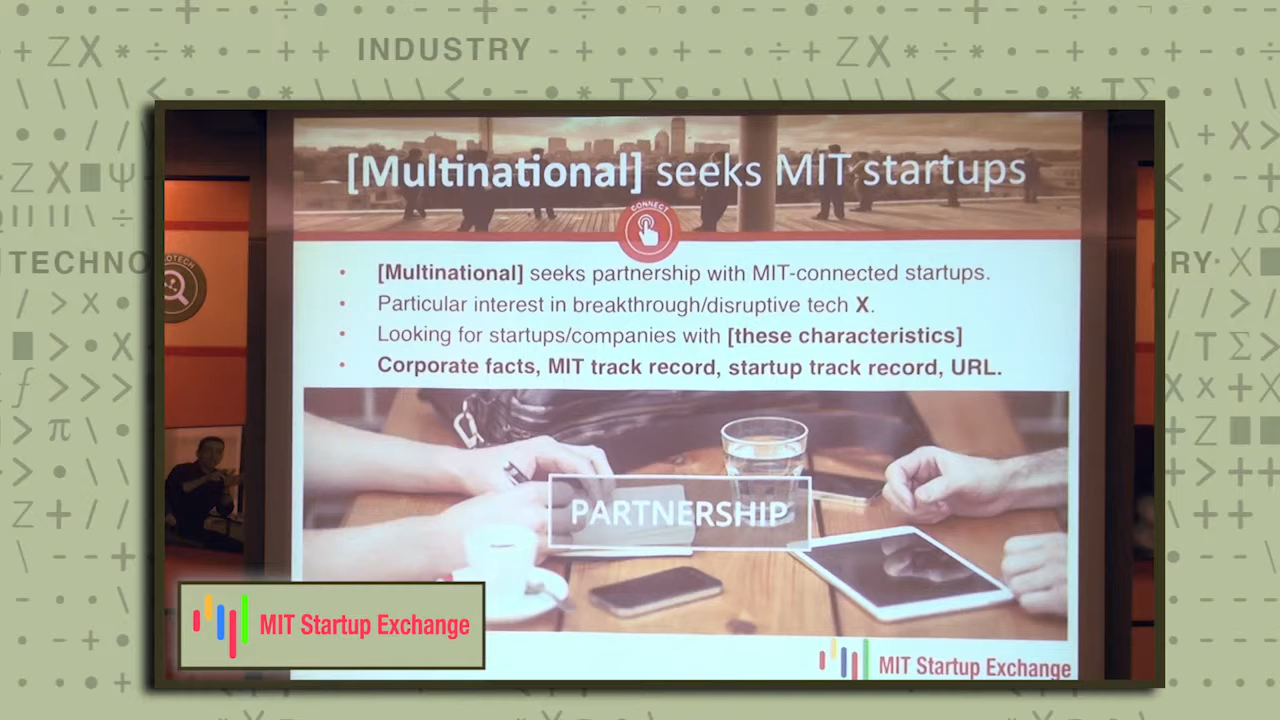 INDUSTRY
[Multinational] seeks MIT startups
CONNECT
TECHNO
RY
[Multinational] seeks partnership with MIT-connected startups.
Particular interest in breakthrough/disruptive tech X.
Looking for startups/companies with [these characteristics]
Corporate facts, MIT track record, startup track record, URL.
PARTNERSHIP
MIT Startup Exchange
MIT Startup Exchange